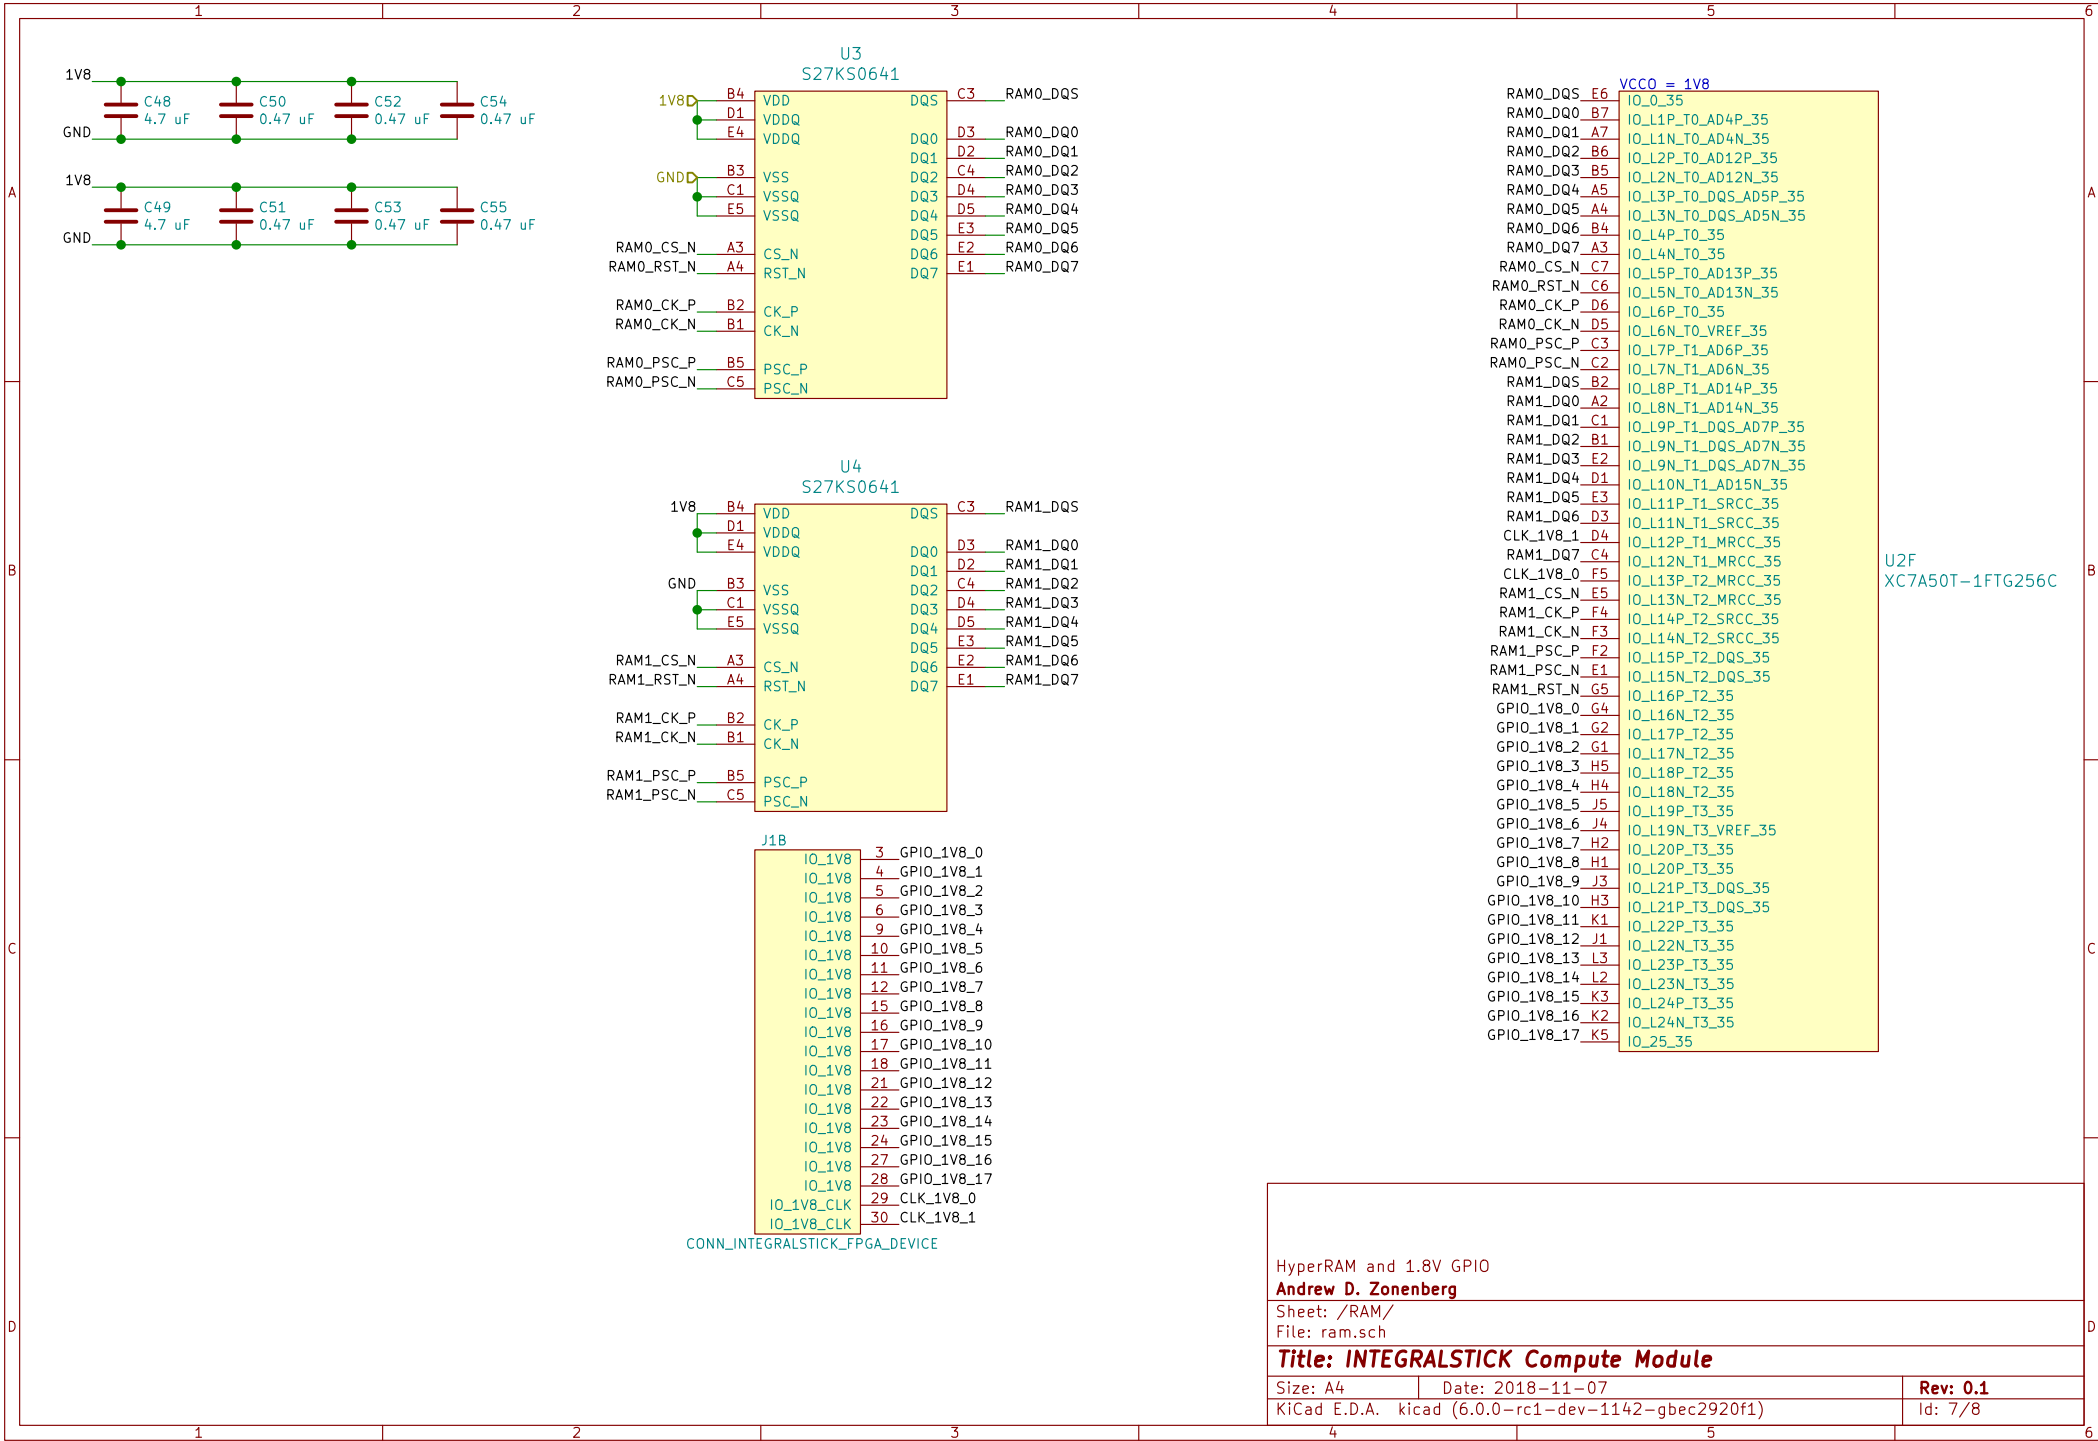 1 2 3 4 5 6
1V8
C48 C50 C52 C54
4.7 uF 0.47 uF 0.47 uF 0.47 uF
GND
1V8
C49 C51 C53 C55
4.7 uF 0.47 uF 0.47 uF 0.47 uF
GND
A
B
C
D
U3
S27KS0641
1V8 B4 VDD DQS C3 RAM0_DQS
D1 VDDQ
E4 VDDQ DQ0 D3 RAM0_DQ0
DQ1 D2 RAM0_DQ1
GND B3 VSS DQ2 C4 RAM0_DQ2
C1 VSSQ DQ3 D4 RAM0_DQ3
E5 VSSQ DQ4 D5 RAM0_DQ4
DQ5 E3 RAM0_DQ5
RAM0_CS_N A3 CS_N DQ6 E2 RAM0_DQ6
RAM0_RST_N A4 RST_N DQ7 E1 RAM0_DQ7
RAM0_CK_P B2 CK_P
RAM0_CK_N B1 CK_N
RAM0_PSC_P B5 PSC_P
RAM0_PSC_N C5 PSC_N
U4
S27KS0641
1V8 B4 VDD DQS C3 RAM1_DQS
D1 VDDQ
E4 VDDQ DQ0 D3 RAM1_DQ0
DQ1 D2 RAM1_DQ1
GND B3 VSS DQ2 C4 RAM1_DQ2
C1 VSSQ DQ3 D4 RAM1_DQ3
E5 VSSQ DQ4 D5 RAM1_DQ4
DQ5 E3 RAM1_DQ5
RAM1_CS_N A3 CS_N DQ6 E2 RAM1_DQ6
RAM1_RST_N A4 RST_N DQ7 E1 RAM1_DQ7
RAM1_CK_P B2 CK_P
RAM1_CK_N B1 CK_N
RAM1_PSC_P B5 PSC_P
RAM1_PSC_N C5 PSC_N
J1B
IO_1V8 3 GPIO_1V8_0
IO_1V8 4 GPIO_1V8_1
IO_1V8 5 GPIO_1V8_2
IO_1V8 6 GPIO_1V8_3
IO_1V8 9 GPIO_1V8_4
IO_1V8 10 GPIO_1V8_5
IO_1V8 11 GPIO_1V8_6
IO_1V8 12 GPIO_1V8_7
IO_1V8 15 GPIO_1V8_8
IO_1V8 16 GPIO_1V8_9
IO_1V8 17 GPIO_1V8_10
IO_1V8 18 GPIO_1V8_11
IO_1V8 21 GPIO_1V8_12
IO_1V8 22 GPIO_1V8_13
IO_1V8 23 GPIO_1V8_14
IO_1V8 24 GPIO_1V8_15
IO_1V8 27 GPIO_1V8_16
IO_1V8 28 GPIO_1V8_17
IO_1V8_CLK 29 CLK_1V8_0
IO_1V8_CLK 30 CLK_1V8_1
CONN_INTEGRALSTICK_FPGA_DEVICE
VCCO = 1V8
RAM0_DQS E6 IO_0_35
RAM0_DQ0 B7 IO_L1P_T0_AD4P_35
RAM0_DQ1 A7 IO_L1N_T0_AD4N_35
RAM0_DQ2 B6 IO_L2P_T0_AD12P_35
RAM0_DQ3 B5 IO_L2N_T0_AD12N_35
RAM0_DQ4 A5 IO_L3P_T0_DQS_AD5P_35
RAM0_DQ5 A4 IO_L3N_T0_DQS_AD5N_35
RAM0_DQ6 B4 IO_L4P_T0_35
RAM0_DQ7 A3 IO_L4N_T0_35
RAM0_CS_N C7 IO_L5P_T0_AD13P_35
RAM0_RST_N C6 IO_L5N_T0_AD13N_35
RAM0_CK_P D6 IO_L6P_T0_35
RAM0_CK_N D5 IO_L6N_T0_VREF_35
RAM0_PSC_P C3 IO_L7P_T1_AD6P_35
RAM0_PSC_N C2 IO_L7N_T1_AD6N_35
RAM1_DQS B2 IO_L8P_T1_AD14P_35
RAM1_DQ0 A2 IO_L8N_T1_AD14N_35
RAM1_DQ1 C1 IO_L9P_T1_DQS_AD7P_35
RAM1_DQ2 B1 IO_L9N_T1_DQS_AD7N_35
RAM1_DQ3 E2 IO_L9N_T1_DQS_AD7N_35
RAM1_DQ4 D1 IO_L10N_T1_AD15N_35
RAM1_DQ5 E3 IO_L11P_T1_SRCC_35
RAM1_DQ6 D3 IO_L11N_T1_SRCC_35
CLK_1V8_1 D4 IO_L12P_T1_MRCC_35
RAM1_DQ7 C4 IO_L12N_T1_MRCC_35
CLK_1V8_0 F5 IO_L13P_T2_MRCC_35
RAM1_CS_N E5 IO_L13N_T2_MRCC_35
RAM1_CK_P F4 IO_L14P_T2_SRCC_35
RAM1_CK_N F3 IO_L14N_T2_SRCC_35
RAM1_PSC_P F2 IO_L15P_T2_DQS_35
RAM1_PSC_N E1 IO_L15N_T2_DQS_35
RAM1_RST_N G5 IO_L16P_T2_35
GPIO_1V8_0 G4 IO_L16N_T2_35
GPIO_1V8_1 G2 IO_L17P_T2_35
GPIO_1V8_2 G1 IO_L17N_T2_35
GPIO_1V8_3 H5 IO_L18P_T2_35
GPIO_1V8_4 H4 IO_L18N_T2_35
GPIO_1V8_5 J5 IO_L19P_T3_35
GPIO_1V8_6 J4 IO_L19N_T3_VREF_35
GPIO_1V8_7 H2 IO_L20P_T3_35
GPIO_1V8_8 H1 IO_L20P_T3_35
GPIO_1V8_9 J3 IO_L21P_T3_DQS_35
GPIO_1V8_10 H3 IO_L21P_T3_DQS_35
GPIO_1V8_11 K1 IO_L22P_T3_35
GPIO_1V8_12 J1 IO_L22N_T3_35
GPIO_1V8_13 L3 IO_L23P_T3_35
GPIO_1V8_14 L2 IO_L23N_T3_35
GPIO_1V8_15 K3 IO_L24P_T3_35
GPIO_1V8_16 K2 IO_L24N_T3_35
GPIO_1V8_17 K5 IO_25_35
U2F
XC7A50T-1FTG256C
A
B
C
D
HyperRAM and 1.8V GPIO
Andrew D. Zonenberg
Sheet: /RAM/
File: ram.sch
Title: INTEGRALSTICK Compute Module
Size: A4 Date: 2018-11-07 Rev: 0.1
KiCad E.D.A. kicad (6.0.0-rc1-dev-1142-gbec2920f1) Id: 7/8
1 2 3 4 5 6